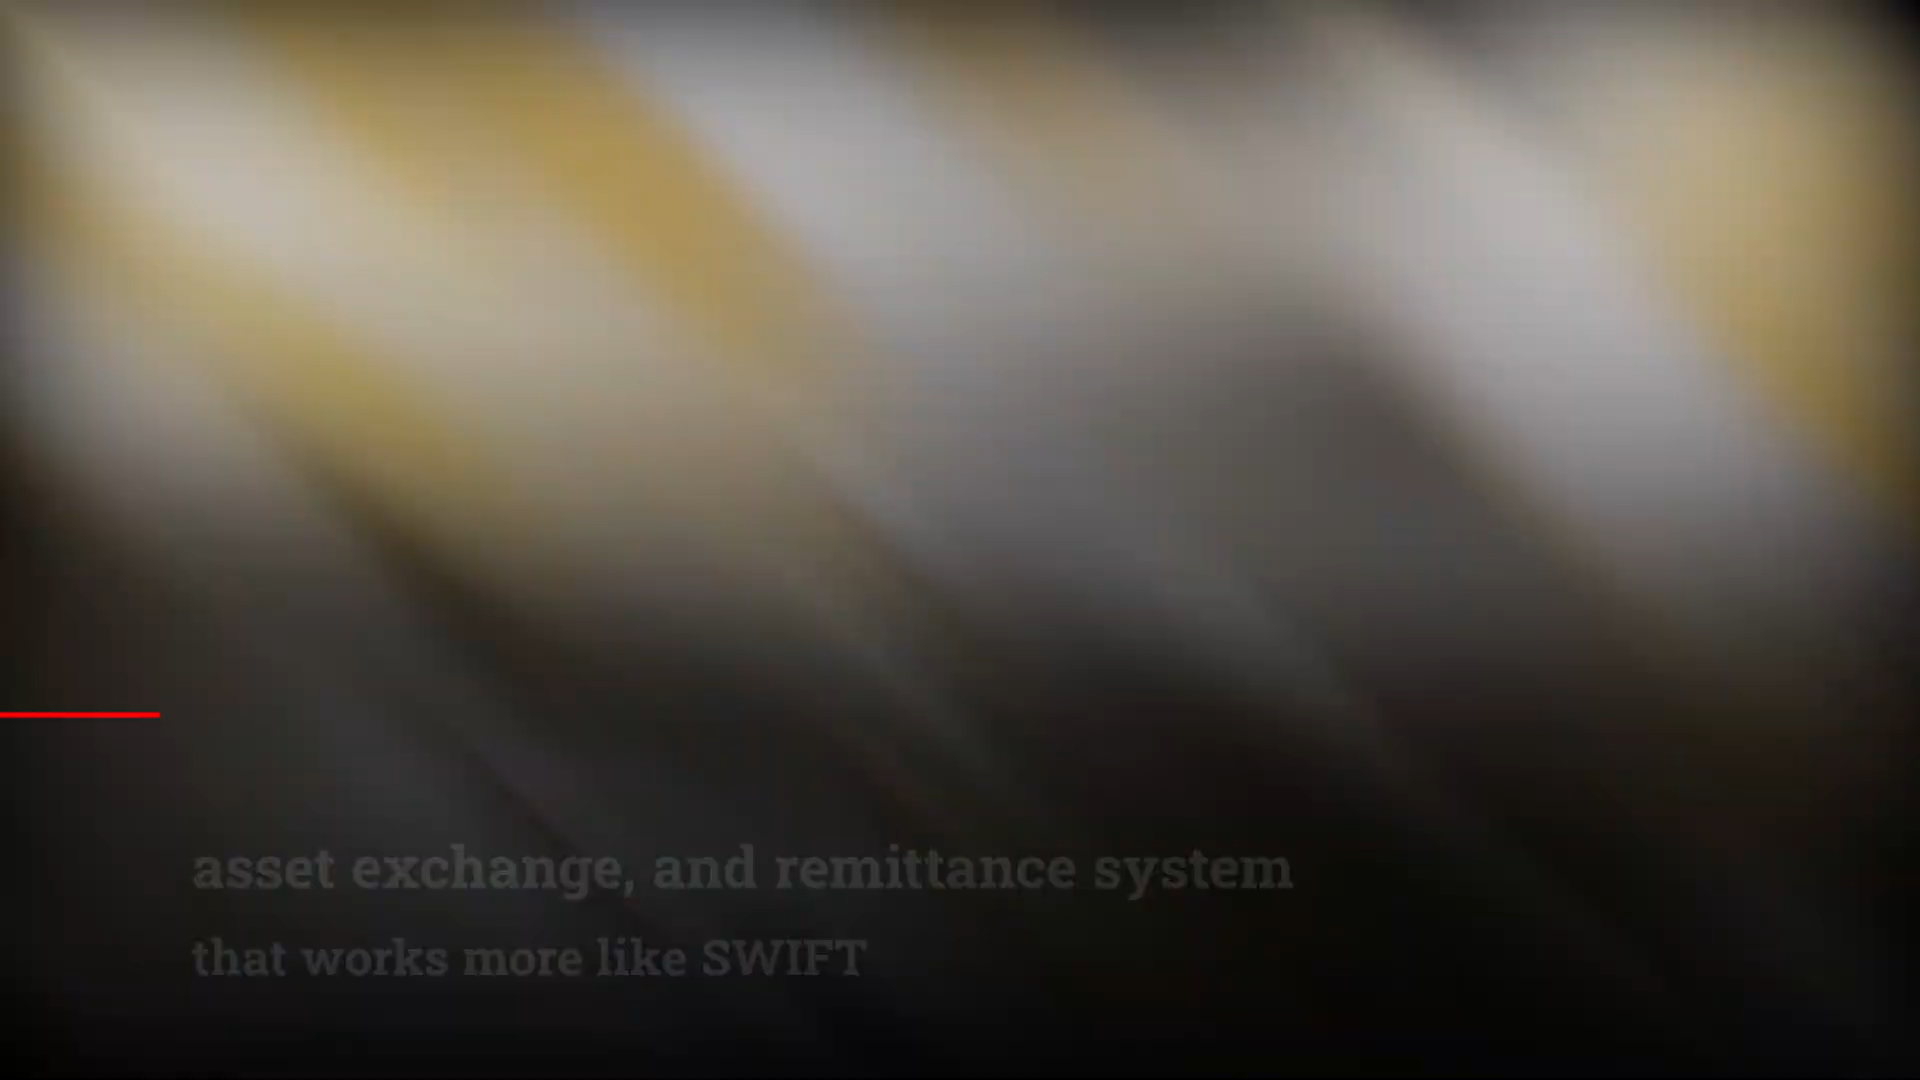 asset exchange, and remittance system
that works more like SWIFT